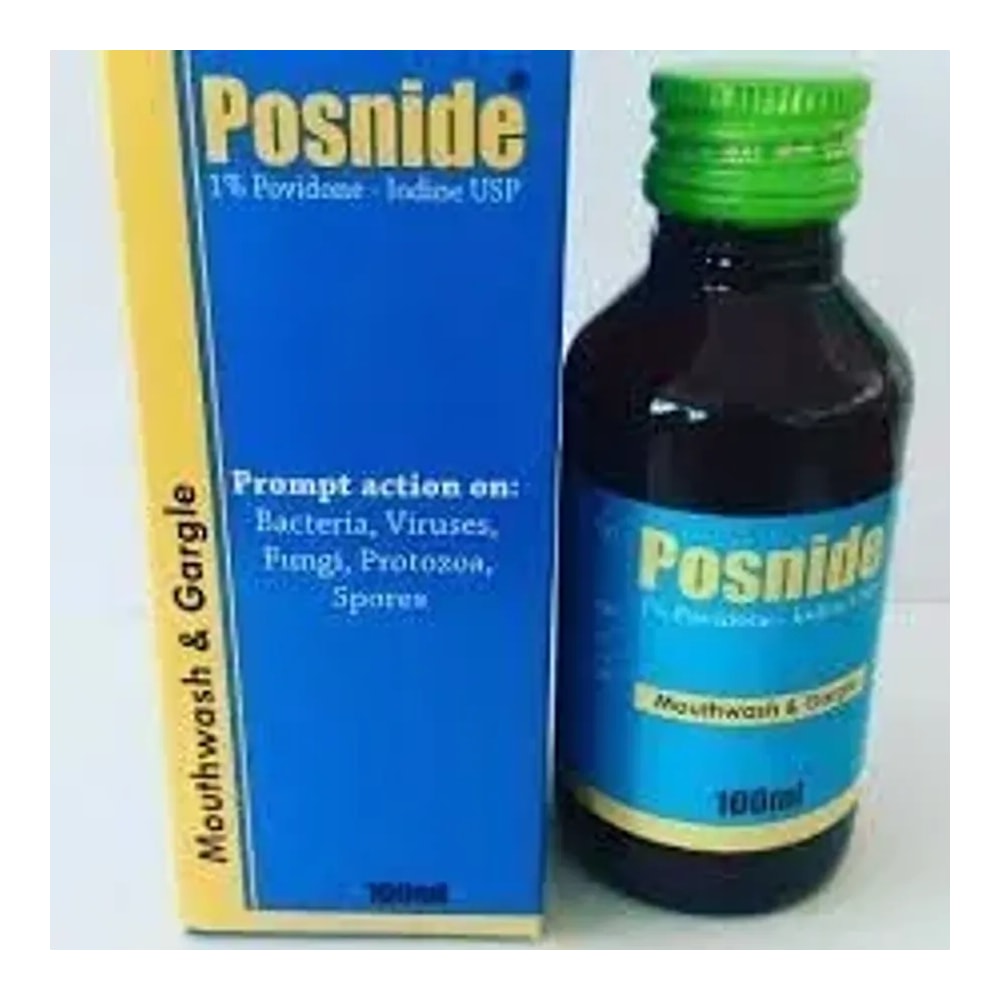 Posnide
1% Povidone - Iodine USP
Prompt action on:
Bacteria, Viruses,
Fungi, Protozoa,
Spores
100ml
Mouthwash & Gargle
Posnide
Mouthwash & Gargle
100ml